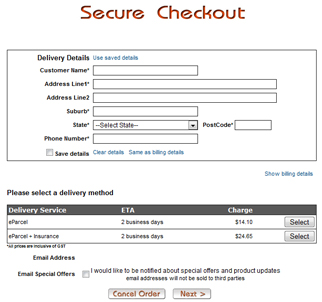 Secure Checkout
Delivery Details Use saved details
Customer Name*
Address Line1*
Address Line2
Suburb*
State* --Select State-- PostCode*
Phone Number*
Save details Clear details Same as billing details
Show billing details
Please select a delivery method
Delivery Service ETA Charge
eParcel 2 business days $14.10 Select
eParcel + Insurance 2 business days $24.65 Select
*All prices are inclusive of GST
Email Address
Email Special Offers I would like to be notified about special offers and product updates
email addresses will not be sold to third parties
Cancel Order Next >